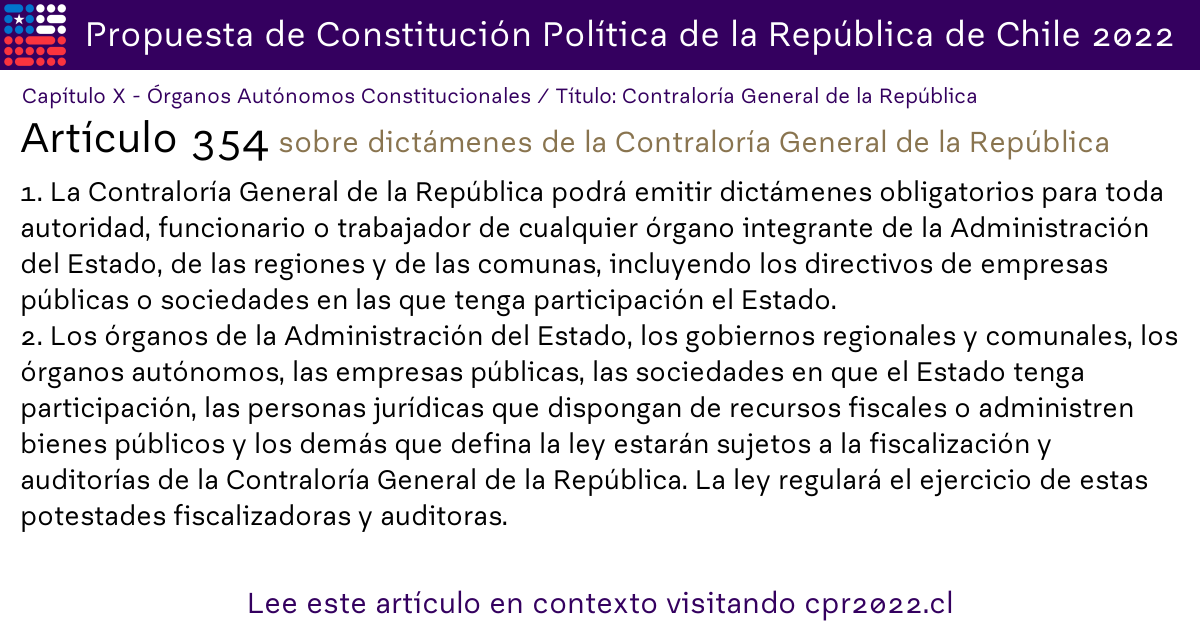 Propuesta de Constitución Política de la República de Chile 2022
Capítulo X - Órganos Autónomos Constitucionales / Título: Contraloría General de la República
Artículo 354 sobre dictámenes de la Contraloría General de la República
1. La Contraloría General de la República podrá emitir dictámenes obligatorios para toda
autoridad, funcionario o trabajador de cualquier órgano integrante de la Administración
del Estado, de las regiones y de las comunas, incluyendo los directivos de empresas
públicas o sociedades en las que tenga participación el Estado.
2. Los órganos de la Administración del Estado, los gobiernos regionales y comunales, los
órganos autónomos, las empresas públicas, las sociedades en que el Estado tenga
participación, las personas jurídicas que dispongan de recursos fiscales o administren
bienes públicos y los demás que defina la ley estarán sujetos a la fiscalización y
auditorías de la Contraloría General de la República. La ley regulará el ejercicio de estas
potestades fiscalizadoras y auditoras.
Lee este artículo en contexto visitando cpr2022.cl